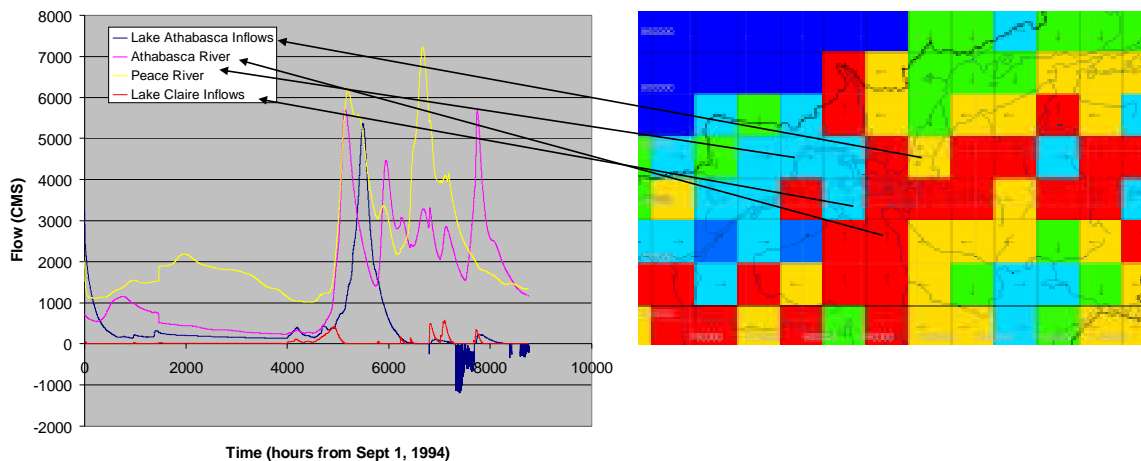 8000
7000
6000
5000
4000
3000
2000
1000
0
-1000
-2000
Flow (CMS)
Lake Athabasca Inflows
Athabasca River
Peace River
Lake Claire Inflows
0 2000 4000 6000 8000 10000
Time (hours from Sept 1, 1994)